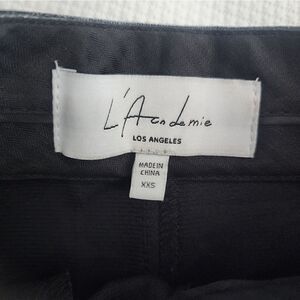 L'Academie
LOS ANGELES
MADE IN
CHINA
XXS